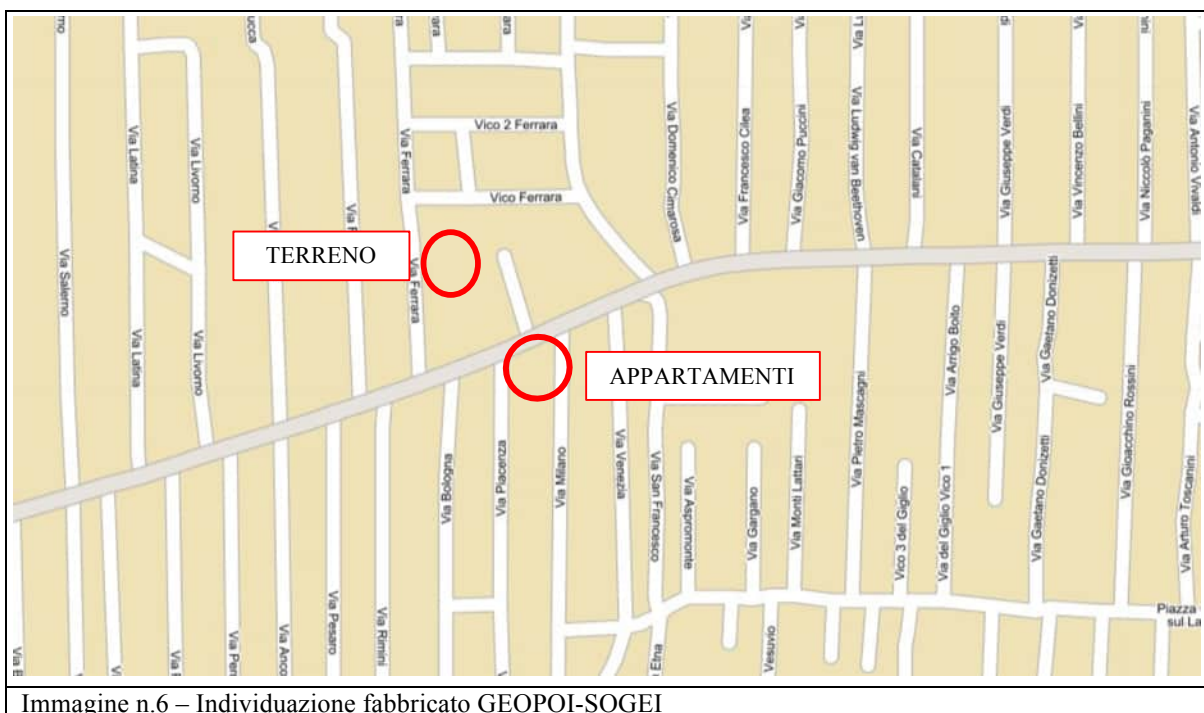 Via Latina
Via Livorno
Via Ferrara
Vico 2 Ferrara
Vico Ferrara
Via Domenico Cimarosa
Via Francesco Cilea
Via Giacomo Puccini
Via Ludwig van Beethoven
Via Catalani
Via Giuseppe Verdi
Via Vincenzo Bellini
Via Niccolò Paganini
Via Antonio Vivaldi
TERRENO
Via Salerno
Via Ferrara
APPARTAMENTI
Via Latina
Via Livorno
Via Bologna
Via Piacenza
Via Milano
Via Venezia
Via San Francesco
Via Aspromonte
Via Gargano
Via Monti Lattari
Via Pietro Mascagni
Vico 3 del Giglio
Via del Giglio Vico 1
Via Arrigo Boito
Via Giuseppe Verdi
Via Gaetano Donizetti
Via Gaetano Donizetti
Via Gioacchino Rossini
Via Arturo Toscanini
Via Pesaro
Via Rimini
Etna
Vesuvio
Piazza
sul La
Immagine n.6 – Individuazione fabbricato GEOPOI-SOGEI